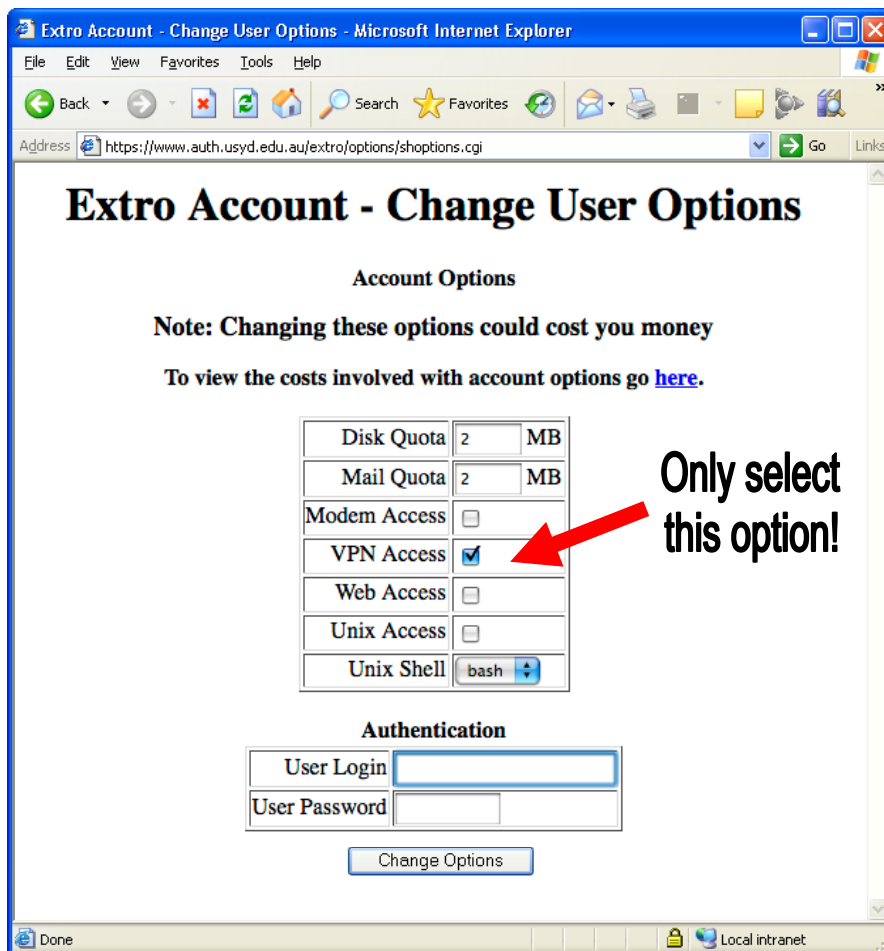 Extro Account - Change User Options - Microsoft Internet Explorer
File Edit View Favorites Tools Help
Back Search Favorites »
Address https://www.auth.usyd.edu.au/extro/options/shoptions.cgi Go Links
Extro Account - Change User Options
Account Options
Note: Changing these options could cost you money
To view the costs involved with account options go here.
Disk Quota 2 MB
Mail Quota 2 MB
Modem Access
VPN Access
Web Access
Unix Access
Unix Shell bash
Only select
this option!
Authentication
User Login
User Password
Change Options
Done Local intranet